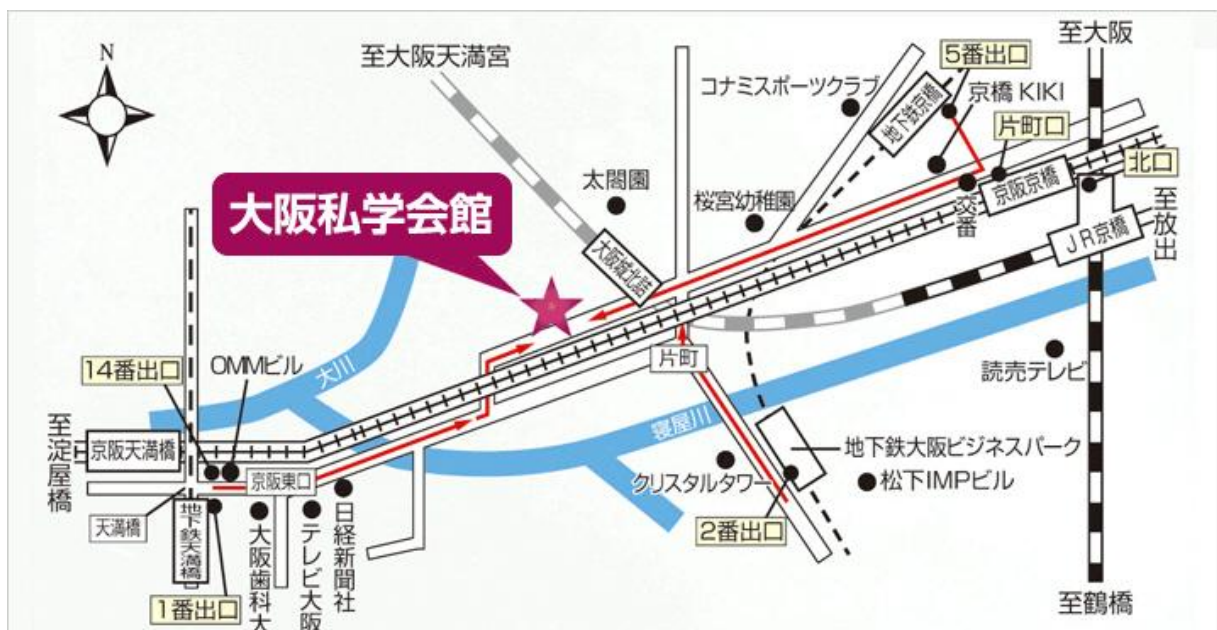 N
至大阪天満宮
コナミスポーツクラブ
地下鉄京橋
5番出口
京橋 KIKI
片町口
至大阪
北口
京阪京橋
交番
至放出
JR京橋
太閤園
桜宮幼稚園
大阪私学会館
大阪城北詰
14番出口
OMMビル
大川
片町
読売テレビ
至淀屋橋
京阪天満橋
京阪東口
寝屋川
地下鉄大阪ビジネスパーク
クリスタルタワー
松下IMPビル
天満橋
地下鉄天満橋
1番出口
大阪歯科大
テレビ大阪
日経新聞社
2番出口
至鶴橋